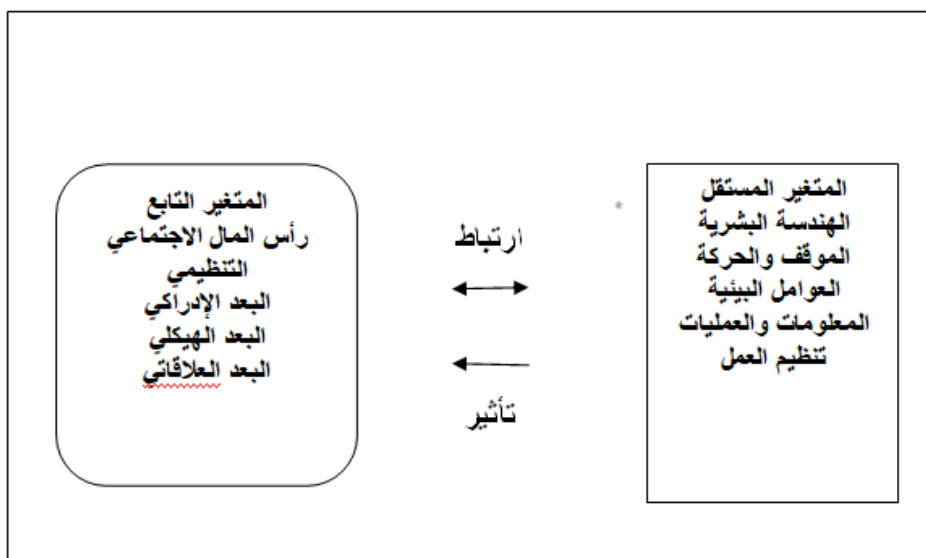 المتغير المستقل
الهندسة البشرية
الموقف والحركة
العوامل البيئية
المعلومات والعمليات
تنظيم العمل
ارتباط
تأثير
المتغير التابع
رأس المال الاجتماعي
التنظيمي
البعد الإدراكي
البعد الهيكلي
البعد العلاقاتي